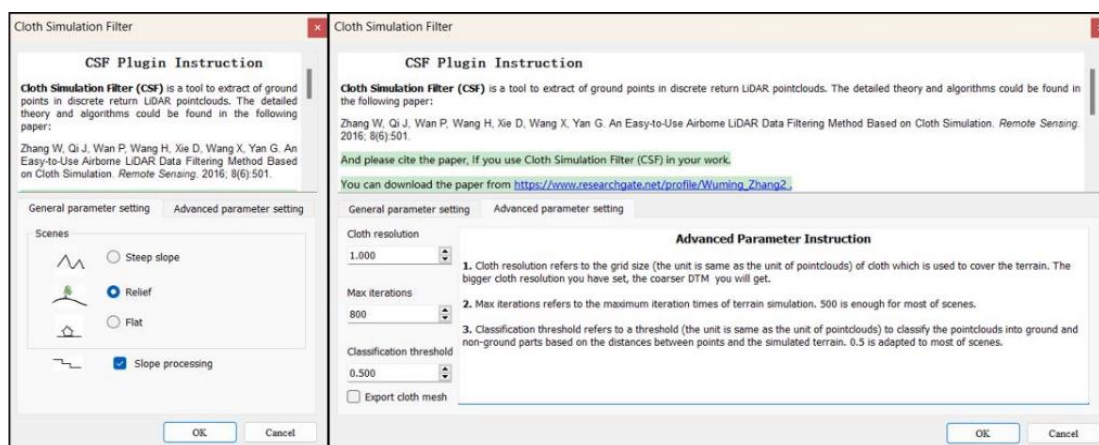 Cloth Simulation Filter
CSF Plugin Instruction
Cloth Simulation Filter (CSF) is a tool to extract of ground
points in discrete return LiDAR pointclouds. The detailed
theory and algorithms could be found in the following
paper:
Zhang W, Qi J, Wan P, Wang H, Xie D, Wang X, Yan G. An
Easy-to-Use Airborne LiDAR Data Filtering Method Based
on Cloth Simulation. Remote Sensing. 2016; 8(6):501.
General parameter setting
Advanced parameter setting
Scenes
Steep slope
Relief
Flat
Slope processing
OK
Cancel
Cloth Simulation Filter
CSF Plugin Instruction
Cloth Simulation Filter (CSF) is a tool to extract of ground points in discrete return LiDAR pointclouds. The detailed theory and algorithms could be found in
the following paper:
Zhang W, Qi J, Wan P, Wang H, Xie D, Wang X, Yan G. An Easy-to-Use Airborne LiDAR Data Filtering Method Based on Cloth Simulation. Remote Sensing.
2016; 8(6):501.
And please cite the paper, If you use Cloth Simulation Filter (CSF) in your work.
You can download the paper from https://www.researchgate.net/profile/Wuming_Zhang2 .
General parameter setting
Advanced parameter setting
Cloth resolution
1.000
Max iterations
800
Classification threshold
0.500
Export cloth mesh
Advanced Parameter Instruction
1. Cloth resolution refers to the grid size (the unit is same as the unit of pointclouds) of cloth which is used to cover the terrain. The
bigger cloth resolution you have set, the coarser DTM you will get.
2. Max iterations refers to the maximum iteration times of terrain simulation. 500 is enough for most of scenes.
3. Classification threshold refers to a threshold (the unit is same as the unit of pointclouds) to classify the pointclouds into ground and
non-ground parts based on the distances between points and the simulated terrain. 0.5 is adapted to most of scenes.
OK
Cancel